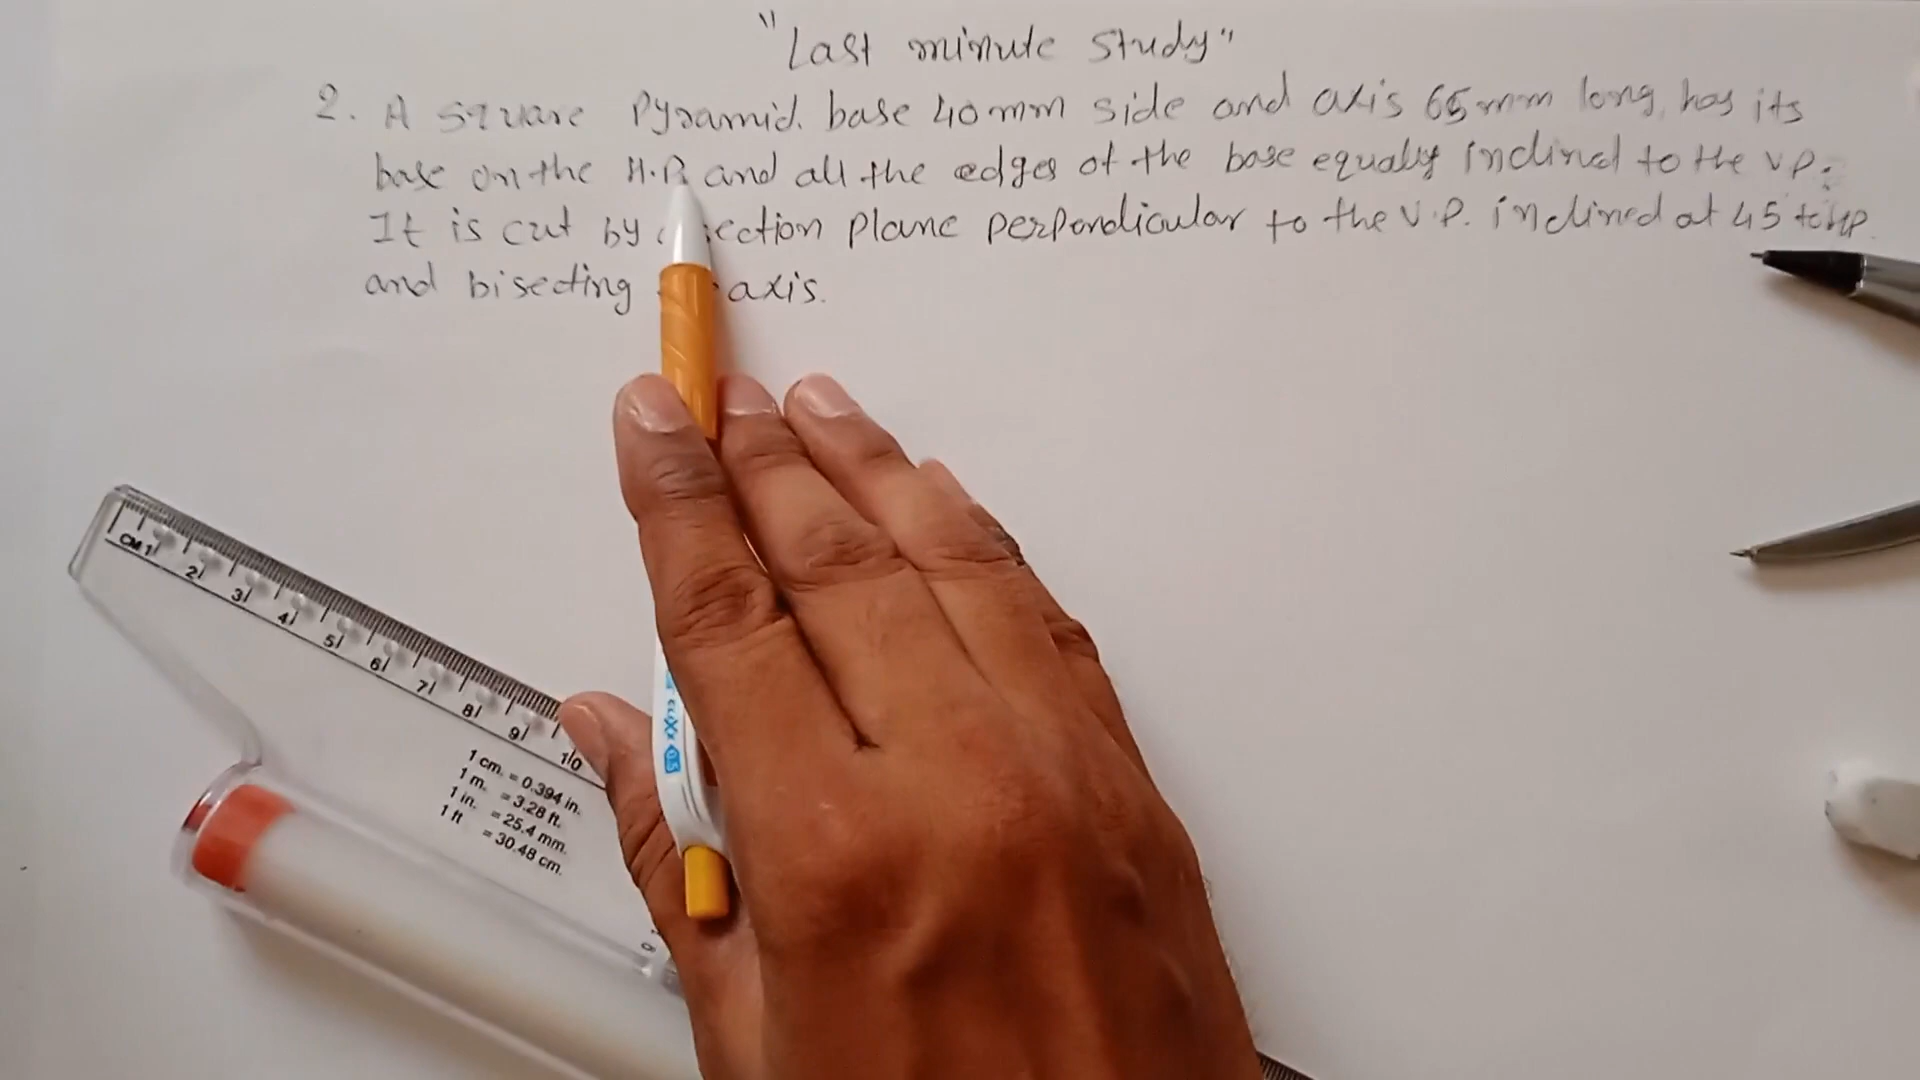 "Last minute study"
2. A square Pyramid. base 40mm side and axis 65mm long, has its
base on the H.P and all the edges of the base equally inclined to the V.P.
It is cut by section plane perpendicular to the V.P. inclined at 45 to HP.
and bisecting axis.
CM 1 2 3 4 5 6 7 8 9 10
1 cm. = 0.394 in.
1 m. = 3.28 ft.
1 in. = 25.4 mm.
1 ft = 30.48 cm.
0.5